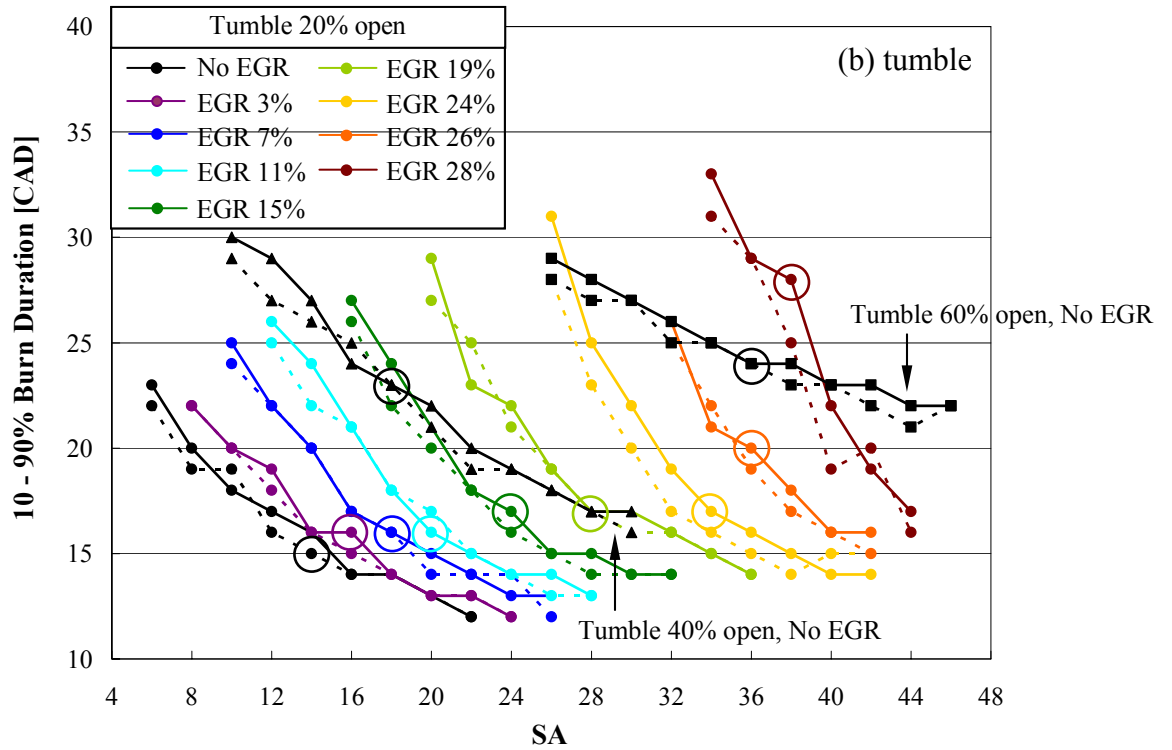 40
35
30
25
20
15
10
10 - 90% Burn Duration [CAD]
Tumble 20% open
No EGR
EGR 3%
EGR 7%
EGR 11%
EGR 15%
EGR 19%
EGR 24%
EGR 26%
EGR 28%
(b) tumble
Tumble 60% open, No EGR
Tumble 40% open, No EGR
4 8 12 16 20 24 28 32 36 40 44 48
SA